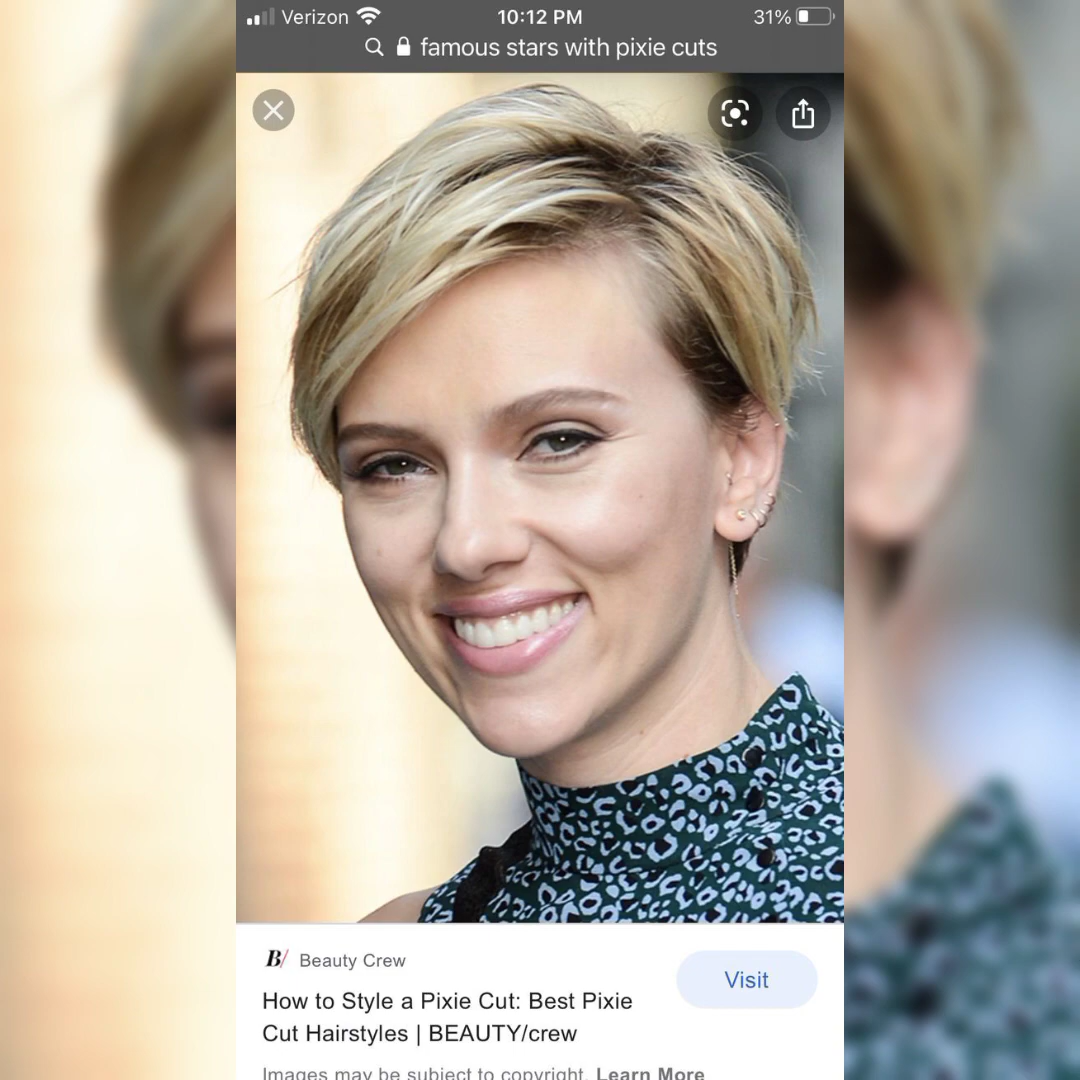 Verizon 10:12 PM 31%
famous stars with pixie cuts
B/ Beauty Crew
Visit
How to Style a Pixie Cut: Best Pixie
Cut Hairstyles | BEAUTY/crew
Images may be subject to copyright. Learn More